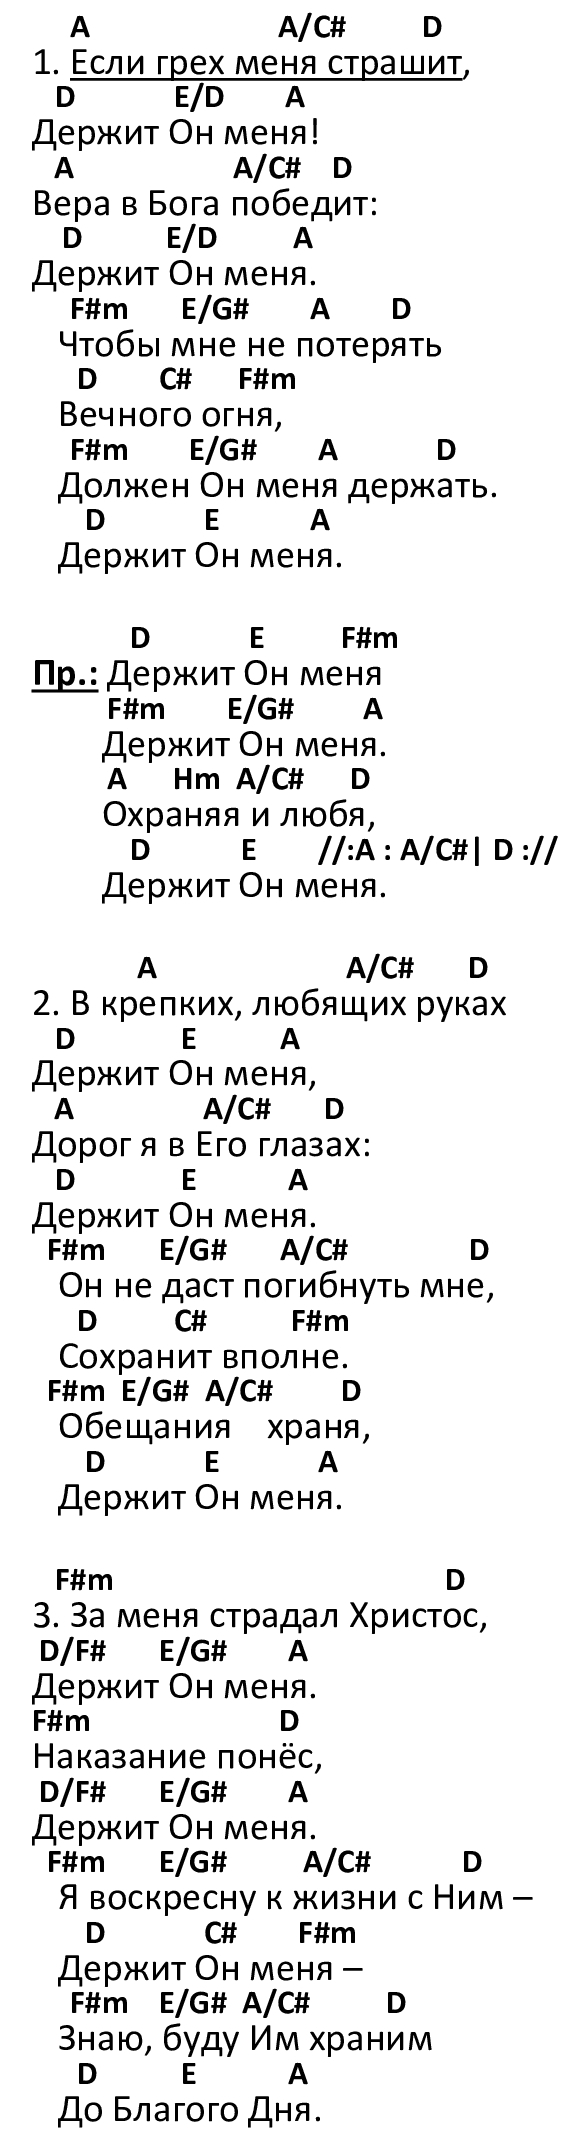 A A/C# D
1. Если грех меня страшит,
D E/D A
Держит Он меня!
A A/C# D
Вера в Бога победит:
D E/D A
Держит Он меня.
F#m E/G# A D
Чтобы мне не потерять
D C# F#m
Вечного огня,
F#m E/G# A D
Должен Он меня держать.
D E A
Держит Он меня.
D E F#m
Пр.: Держит Он меня
F#m E/G# A
Держит Он меня.
A Hm A/C# D
Охраняя и любя,
D E //:A : A/C#| D ://
Держит Он меня.
A A/C# D
2. В крепких, любящих руках
D E A
Держит Он меня,
A A/C# D
Дорог я в Его глазах:
D E A
Держит Он меня.
F#m E/G# A/C# D
Он не даст погибнуть мне,
D C# F#m
Сохранит вполне.
F#m E/G# A/C# D
Обещания храня,
D E A
Держит Он меня.
F#m D
3. За меня страдал Христос,
D/F# E/G# A
Держит Он меня.
F#m D
Наказание понёс,
D/F# E/G# A
Держит Он меня.
F#m E/G# A/C# D
Я воскресну к жизни с Ним –
D C# F#m
Держит Он меня –
F#m E/G# A/C# D
Знаю, буду Им храним
D E A
До Благого Дня.